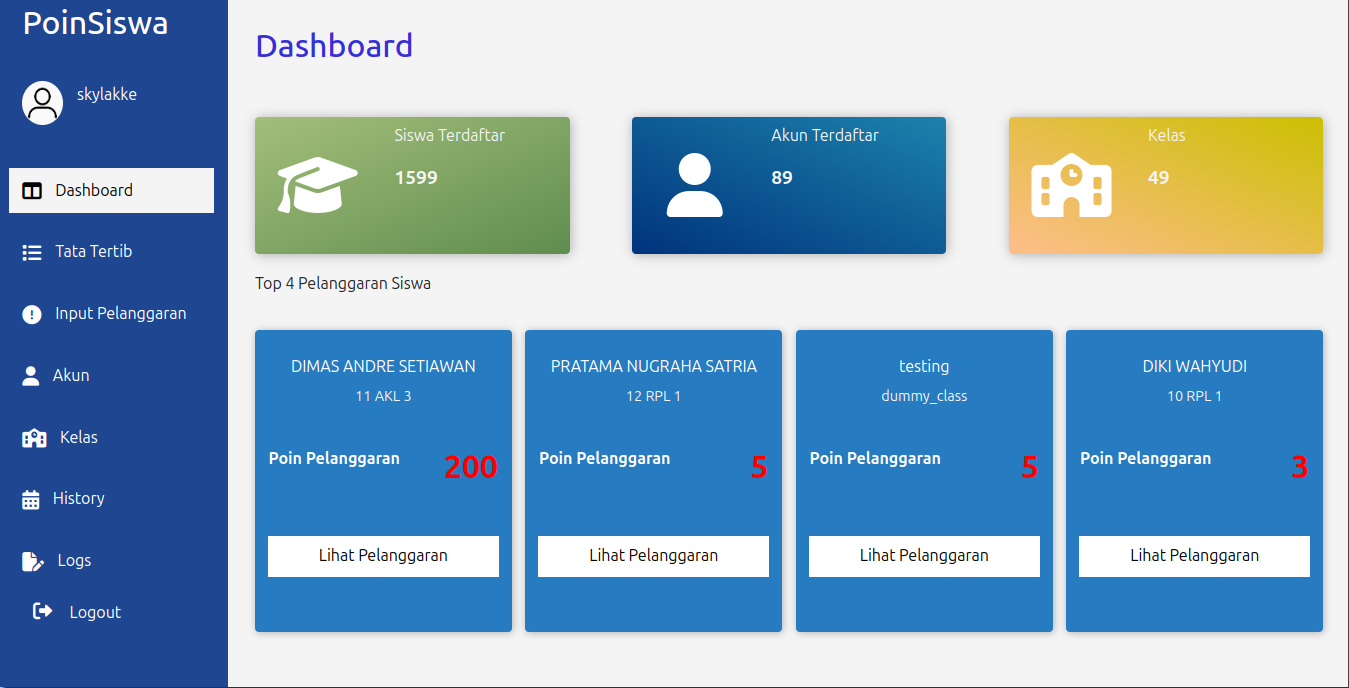 PoinSiswa
skylakke
Dashboard
Tata Tertib
Input Pelanggaran
Akun
Kelas
History
Logs
Logout
Dashboard
Siswa Terdaftar
1599
Akun Terdaftar
89
Kelas
49
Top 4 Pelanggaran Siswa
DIMAS ANDRE SETIAWAN
11 AKL 3
Poin Pelanggaran 200
Lihat Pelanggaran
PRATAMA NUGRAHA SATRIA
12 RPL 1
Poin Pelanggaran 5
Lihat Pelanggaran
testing
dummy_class
Poin Pelanggaran 5
Lihat Pelanggaran
DIKI WAHYUDI
10 RPL 1
Poin Pelanggaran 3
Lihat Pelanggaran